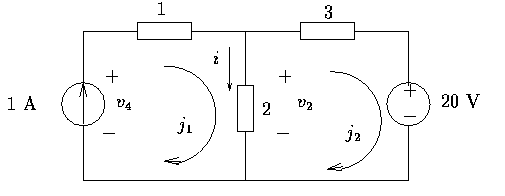 1
3
i
+
+
+
1 A
v₄
v₂
20 V
2
j₁
j₂
−
−
−